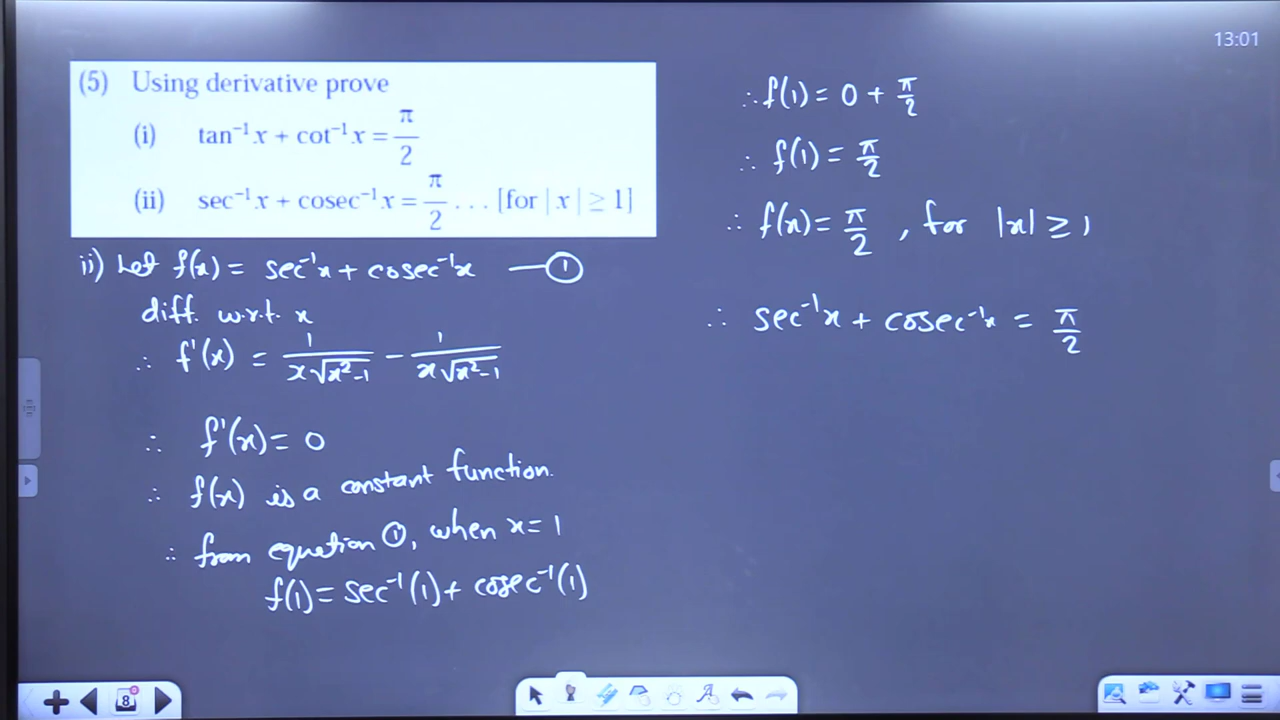 13:01
(5) Using derivative prove
(i) tan⁻¹x + cot⁻¹x = π/2
(ii) sec⁻¹x + cosec⁻¹x = π/2 ... [for | x | ≥ 1]
ii) Let f(x) = sec⁻¹x + cosec⁻¹x —①
diff. w.r.t. x
∴ f'(x) = 1/(x√(x²-1)) - 1/(x√(x²-1))
∴ f'(x) = 0
∴ f(x) is a constant function.
∴ from equation ①, when x = 1
f(1) = sec⁻¹(1) + cosec⁻¹(1)
∴ f(1) = 0 + π/2
∴ f(1) = π/2
∴ f(x) = π/2 , for |x| ≥ 1
∴ sec⁻¹x + cosec⁻¹x = π/2
8